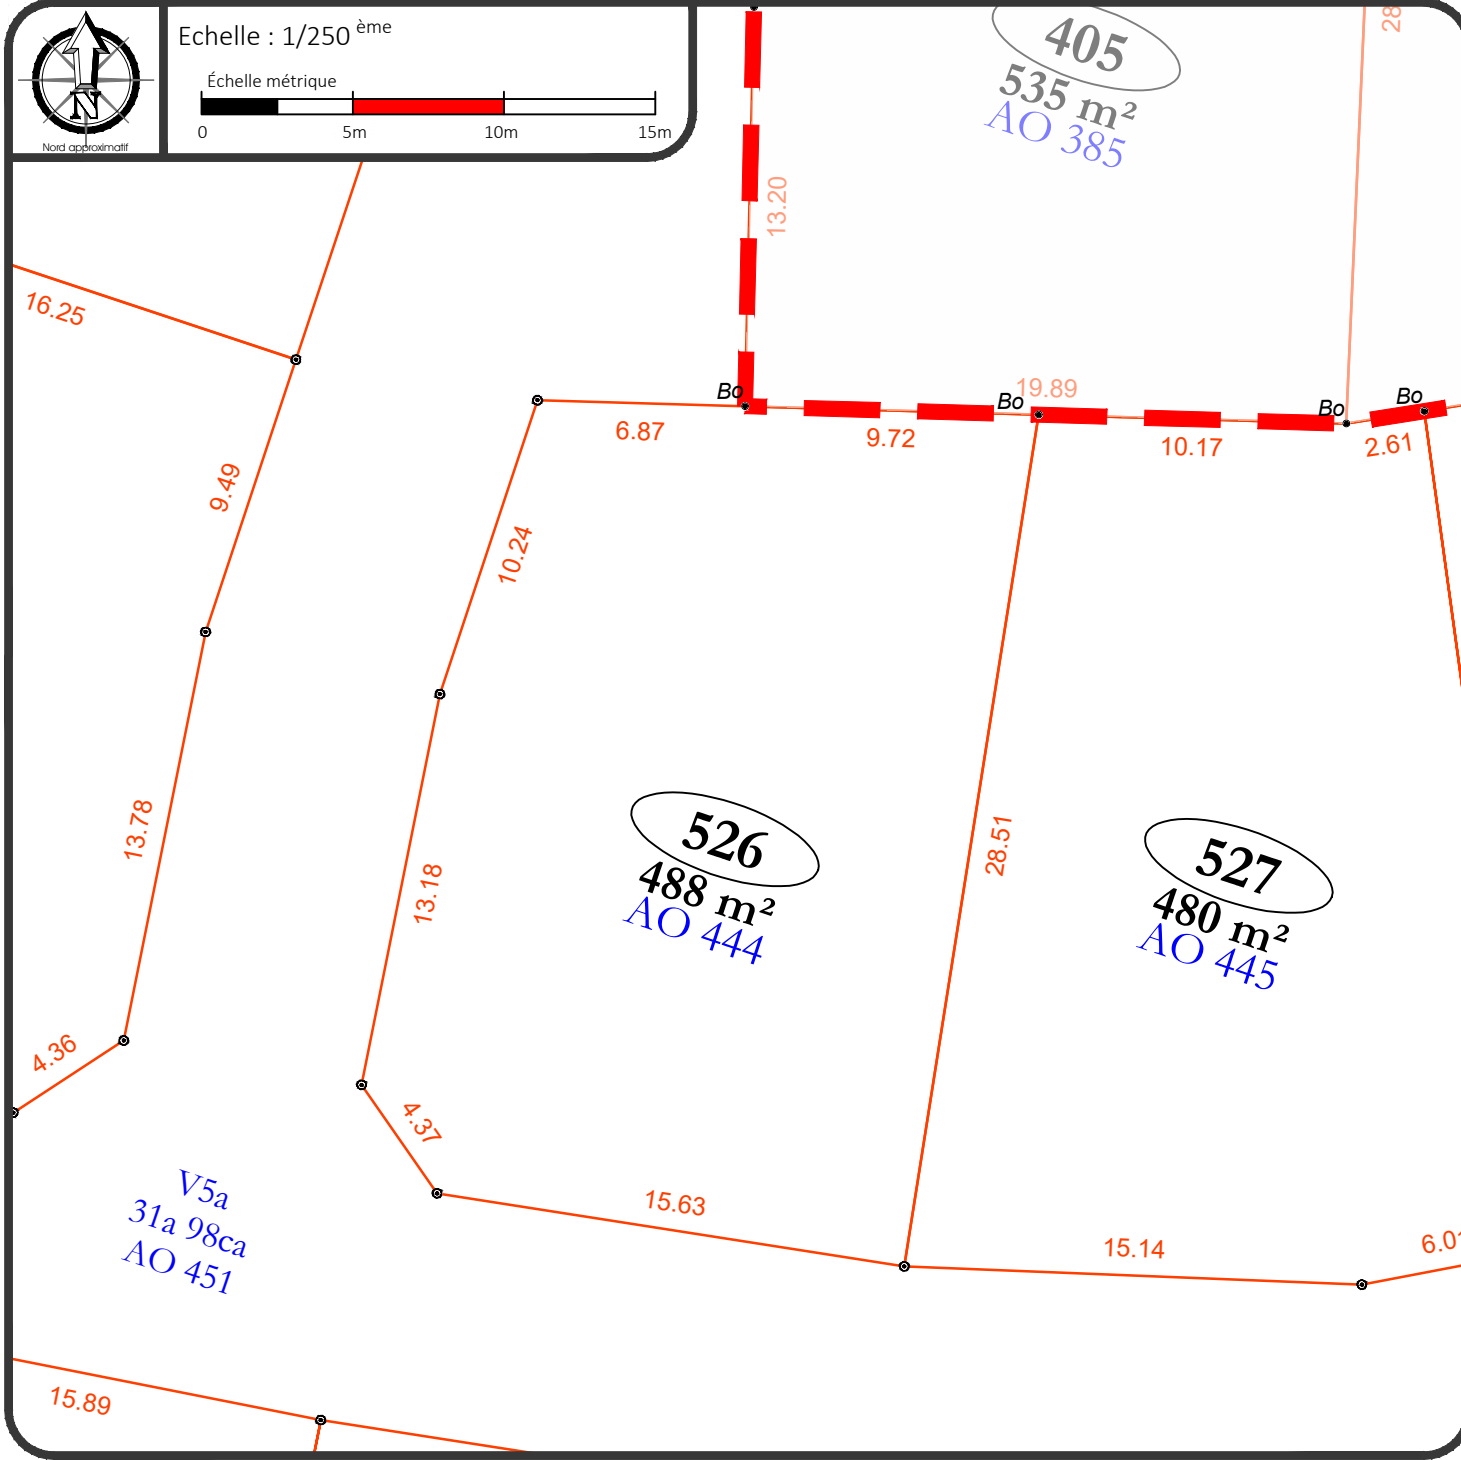 Echelle : 1/250 ème
Échelle métrique
0 5m 10m 15m
N
Nord approximatif
405
535 m²
AO 385
28
13.20
16.25
Bo
Bo
19.89
Bo
Bo
6.87
9.72
10.17
2.61
9.49
10.24
13.78
13.18
28.51
526
488 m²
AO 444
527
480 m²
AO 445
4.36
4.37
V5a
31a 98ca
AO 451
15.63
15.14
6.01
15.89